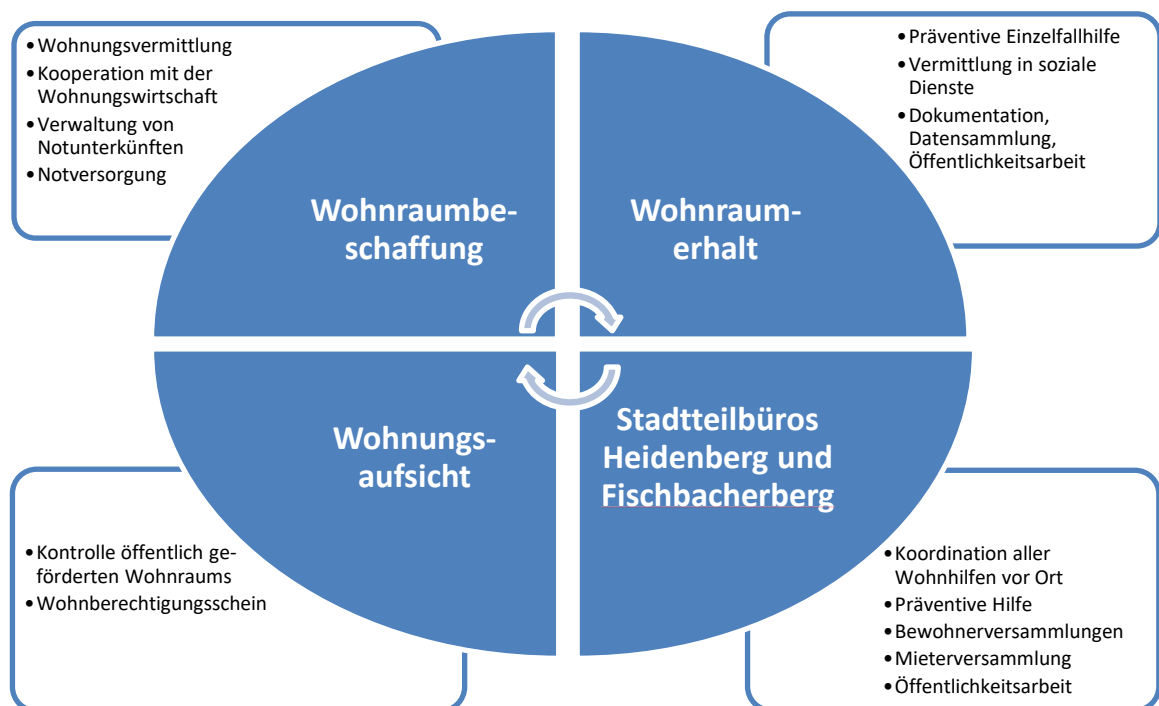 • Wohnungsvermittlung
• Kooperation mit der
Wohnungswirtschaft
• Verwaltung von
Notunterkünften
• Notversorgung
• Präventive Einzelfallhilfe
• Vermittlung in soziale
Dienste
• Dokumentation,
Datensammlung,
Öffentlichkeitsarbeit
Wohnraumbe-
schaffung
Wohnraum-
erhalt
Wohnungs-
aufsicht
Stadtteilbüros
Heidenberg und
Fischbacherberg
• Kontrolle öffentlich ge-
förderten Wohnraums
• Wohnberechtigungsschein
• Koordination aller
Wohnhilfen vor Ort
• Präventive Hilfe
• Bewohnerversammlungen
• Mieterversammlung
• Öffentlichkeitsarbeit